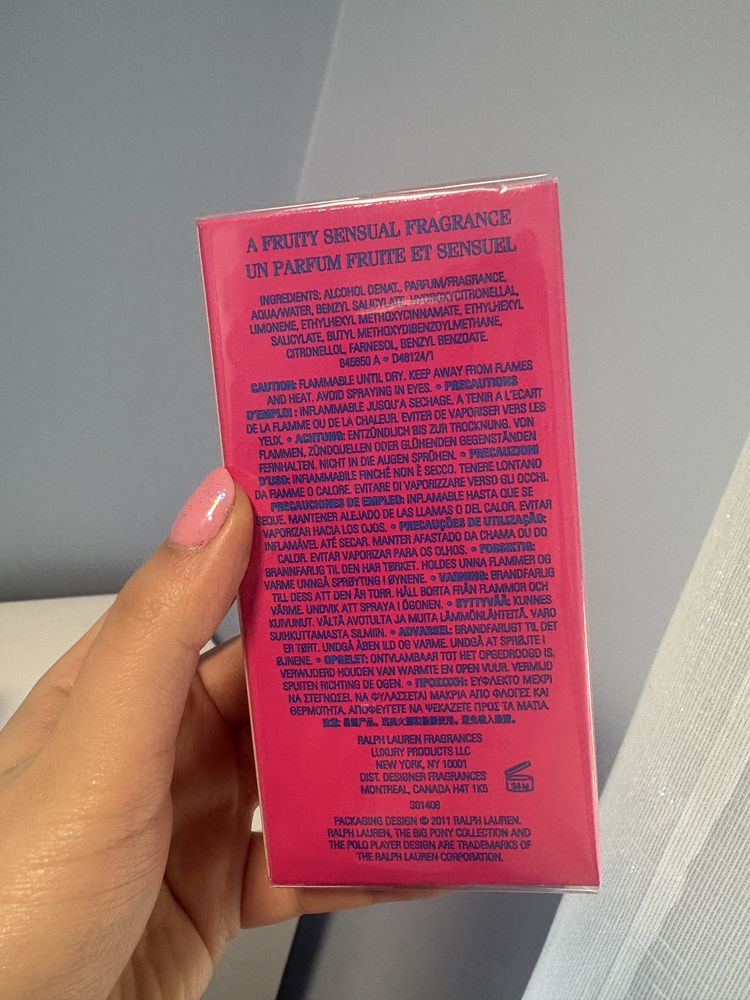 A FRUITY SENSUAL FRAGRANCE
UN PARFUM FRUITE ET SENSUEL
INGREDIENTS: ALCOHOL DENAT., PARFUM/FRAGRANCE,
AQUA/WATER, BENZYL SALICYLATE, HYDROXYCITRONELLAL,
LIMONENE, ETHYLHEXYL METHOXYCINNAMATE, ETHYLHEXYL
SALICYLATE, BUTYL METHOXYDIBENZOYLMETHANE,
CITRONELLOL, FARNESOL, BENZYL BENZOATE.
845650 A • D48124/1
CAUTION: FLAMMABLE UNTIL DRY. KEEP AWAY FROM FLAMES
AND HEAT. AVOID SPRAYING IN EYES. • PRECAUTIONS
D'EMPLOI : INFLAMMABLE JUSQU'A SECHAGE. A TENIR A L'ECART
DE LA FLAMME OU DE LA CHALEUR. EVITER DE VAPORISER VERS LES
YEUX. • ACHTUNG: ENTZÜNDLICH BIS ZUR TROCKNUNG. VON
FLAMMEN, ZÜNDQUELLEN ODER GLÜHENDEN GEGENSTÄNDEN
FERNHALTEN. NICHT IN DIE AUGEN SPRÜHEN. • PRECAUZIONI
D'USO: INFIAMMABILE FINCHÉ NON È SECCO. TENERE LONTANO
DA FIAMME O CALORE. EVITARE DI VAPORIZZARE VERSO GLI OCCHI.
PRECAUCIONES DE EMPLEO: INFLAMABLE HASTA QUE SE
SEQUE. MANTENER ALEJADO DE LAS LLAMAS O DEL CALOR. EVITAR
VAPORIZAR HACIA LOS OJOS. • PRECAUÇÕES DE UTILIZAÇÃO:
INFLAMÁVEL ATÉ SECAR. MANTER AFASTADO DA CHAMA OU DO
CALOR. EVITAR VAPORIZAR PARA OS OLHOS. • FORSIKTIG:
BRANNFARLIG TIL DEN HAR TØRKET. HOLDES UNNA FLAMMER OG
VARME UNNGÅ SPRØYTING I ØYNENE. • VARNING: BRANDFARLIG
TILL DESS ATT DEN ÄR TORR. HÅLL BORTA FRÅN FLAMMOR OCH
VÄRME. UNDVIK ATT SPRAYA I ÖGONEN. • SYTTYVÄÄ: KUNNES
KUIVUNUT. VÄLTÄ AVOTULTA JA MUITA LÄMMÖNLÄHTEITÄ. VARO
SUIHKUTTAMASTA SILMIIN. • ADVARSEL: BRANDFARLIGT TIL DET
ER TØRT. UNDGÅ ÅBEN ILD OG VARME. UNDGÅ AT SPRØJTE I
ØJNENE. • OPGELET: ONTVLAMBAAR TOT HET OPGEDROOGD IS.
VERWIJDERD HOUDEN VAN WARMTE EN OPEN VUUR. VERMIJD
SPUITEN RICHTING DE OGEN. • ΠΡΟΣΟΧΗ: ΕΥΦΛΕΚΤΟ ΜΕΧΡΙ
ΝΑ ΣΤΕΓΝΩΣΕΙ. ΝΑ ΦΥΛΑΣΣΕΤΑΙ ΜΑΚΡΙΑ ΑΠΟ ΦΛΟΓΕΣ ΚΑΙ
ΘΕΡΜΟΤΗΤΑ. ΑΠΟΦΕΥΓΕΤΕ ΝΑ ΨΕΚΑΖΕΤΕ ΠΡΟΣ ΤΑ ΜΑΤΙΑ.
RALPH LAUREN FRAGRANCES
LUXURY PRODUCTS LLC
NEW YORK, NY 10001
DIST. DESIGNER FRAGRANCES
MONTREAL, CANADA H4T 1K5
24 M
S01408
PACKAGING DESIGN © 2011 RALPH LAUREN.
RALPH LAUREN, THE BIG PONY COLLECTION AND
THE POLO PLAYER DESIGN ARE TRADEMARKS OF
THE RALPH LAUREN CORPORATION.